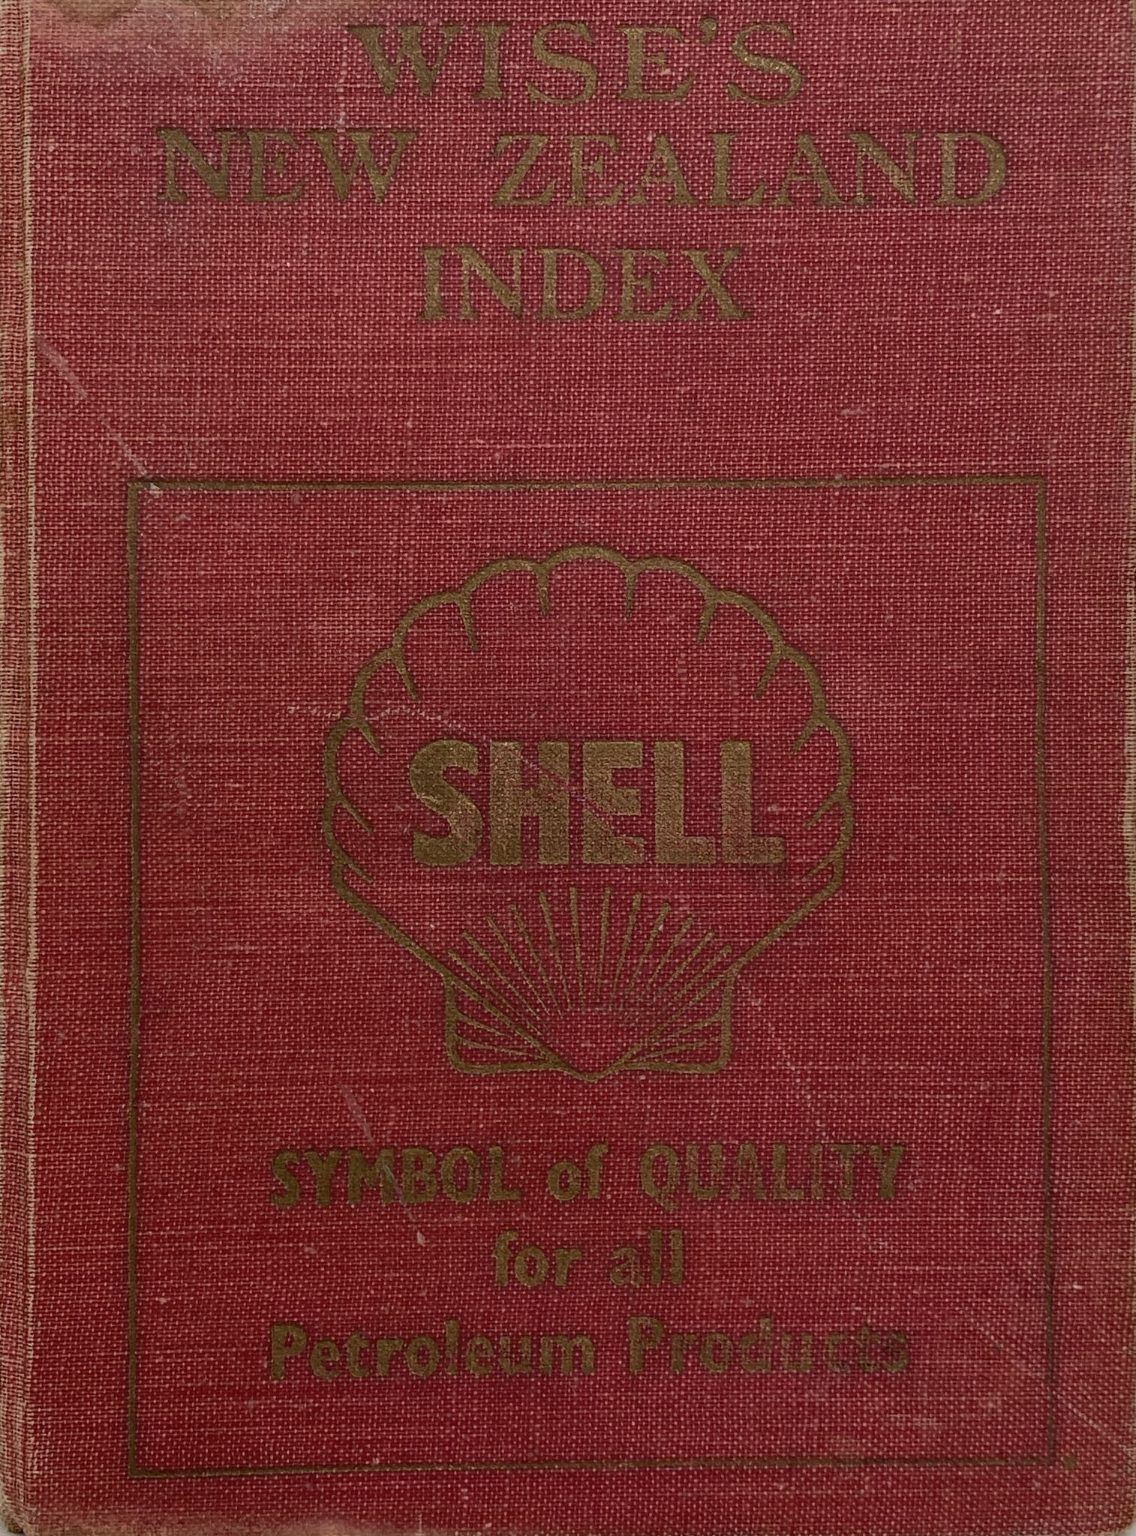 WISE'S
NEW ZEALAND
INDEX
SHELL
SYMBOL of QUALITY
for all
Petroleum Products